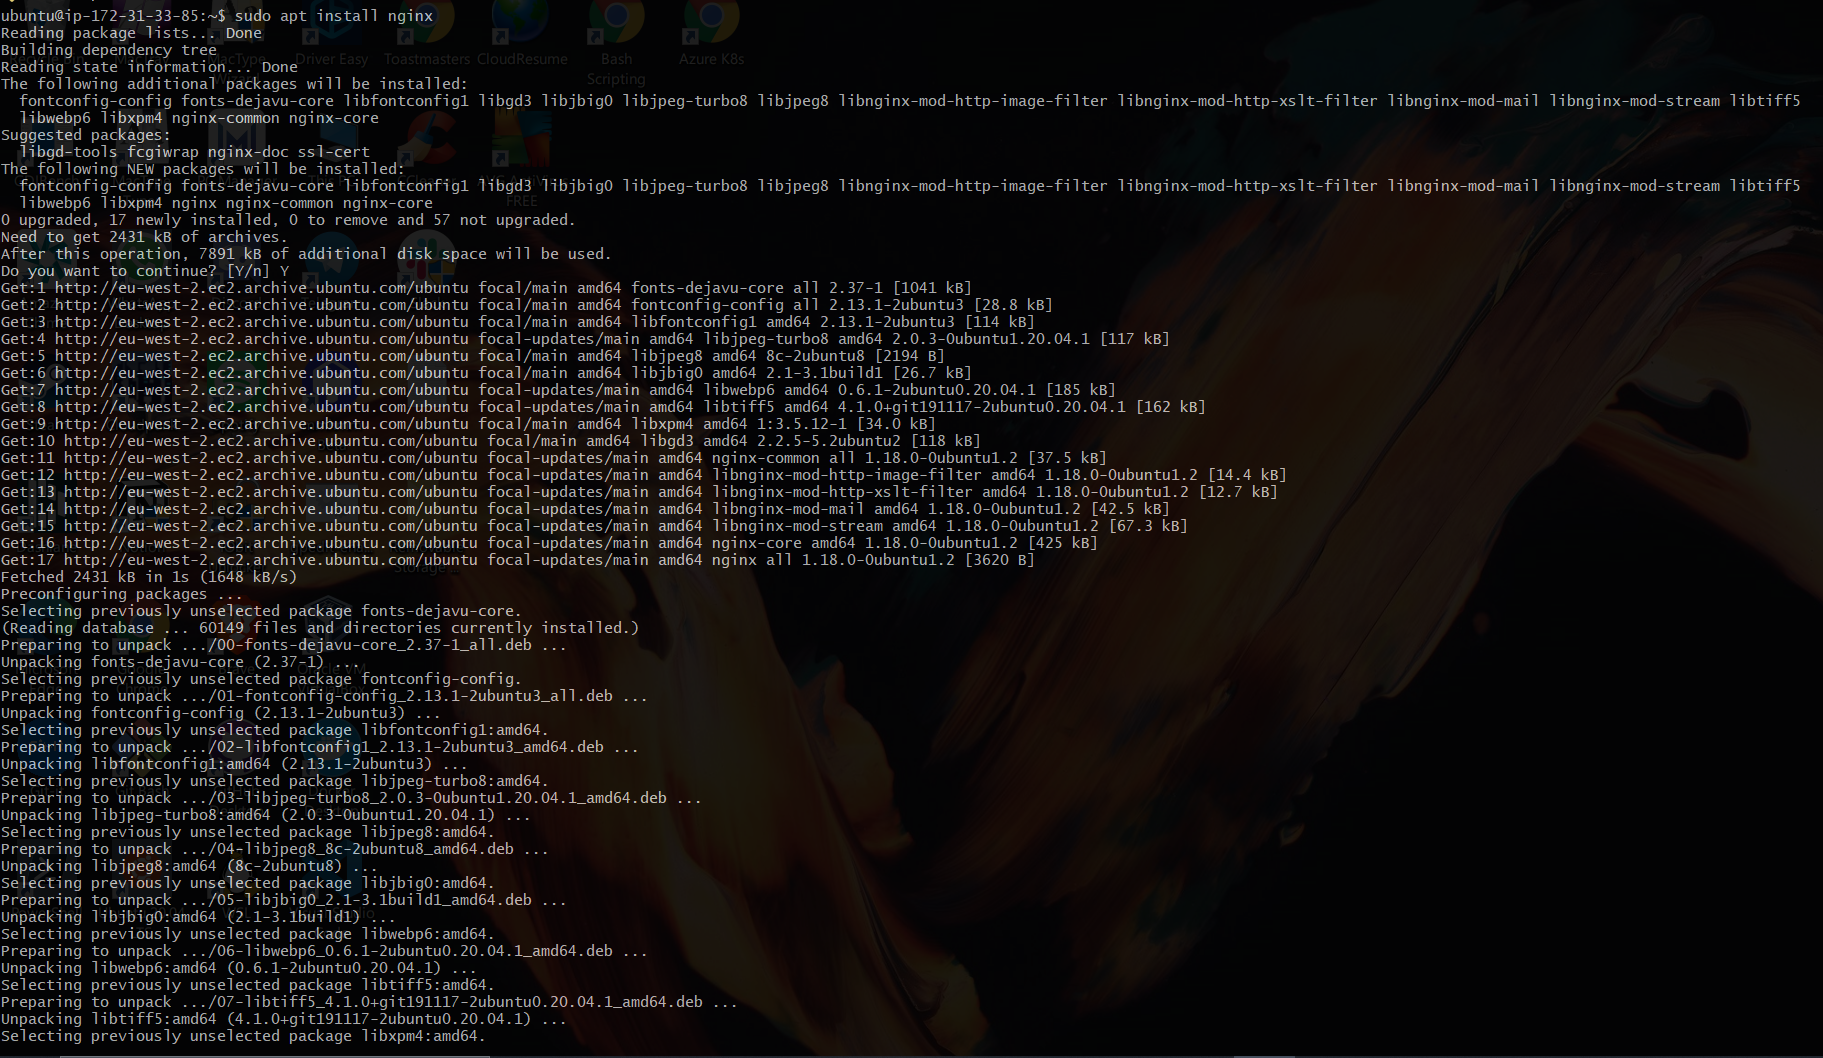 ubuntu@ip-172-31-33-85:~$ sudo apt install nginx
Reading package lists... Done
Building dependency tree
Reading state information... Done
The following additional packages will be installed:
  fontconfig-config fonts-dejavu-core libfontconfig1 libgd3 libjbig0 libjpeg-turbo8 libjpeg8 libnginx-mod-http-image-filter libnginx-mod-http-xslt-filter libnginx-mod-mail libnginx-mod-stream libtiff5
  libwebp6 libxpm4 nginx-common nginx-core
Suggested packages:
  libgd-tools fcgiwrap nginx-doc ssl-cert
The following NEW packages will be installed:
  fontconfig-config fonts-dejavu-core libfontconfig1 libgd3 libjbig0 libjpeg-turbo8 libjpeg8 libnginx-mod-http-image-filter libnginx-mod-http-xslt-filter libnginx-mod-mail libnginx-mod-stream libtiff5
  libwebp6 libxpm4 nginx nginx-common nginx-core
0 upgraded, 17 newly installed, 0 to remove and 57 not upgraded.
Need to get 2431 kB of archives.
After this operation, 7891 kB of additional disk space will be used.
Do you want to continue? [Y/n] Y
Get:1 http://eu-west-2.ec2.archive.ubuntu.com/ubuntu focal/main amd64 fonts-dejavu-core all 2.37-1 [1041 kB]
Get:2 http://eu-west-2.ec2.archive.ubuntu.com/ubuntu focal/main amd64 fontconfig-config all 2.13.1-2ubuntu3 [28.8 kB]
Get:3 http://eu-west-2.ec2.archive.ubuntu.com/ubuntu focal/main amd64 libfontconfig1 amd64 2.13.1-2ubuntu3 [114 kB]
Get:4 http://eu-west-2.ec2.archive.ubuntu.com/ubuntu focal-updates/main amd64 libjpeg-turbo8 amd64 2.0.3-0ubuntu1.20.04.1 [117 kB]
Get:5 http://eu-west-2.ec2.archive.ubuntu.com/ubuntu focal/main amd64 libjpeg8 amd64 8c-2ubuntu8 [2194 B]
Get:6 http://eu-west-2.ec2.archive.ubuntu.com/ubuntu focal/main amd64 libjbig0 amd64 2.1-3.1build1 [26.7 kB]
Get:7 http://eu-west-2.ec2.archive.ubuntu.com/ubuntu focal-updates/main amd64 libwebp6 amd64 0.6.1-2ubuntu0.20.04.1 [185 kB]
Get:8 http://eu-west-2.ec2.archive.ubuntu.com/ubuntu focal-updates/main amd64 libtiff5 amd64 4.1.0+git191117-2ubuntu0.20.04.1 [162 kB]
Get:9 http://eu-west-2.ec2.archive.ubuntu.com/ubuntu focal/main amd64 libxpm4 amd64 1:3.5.12-1 [34.0 kB]
Get:10 http://eu-west-2.ec2.archive.ubuntu.com/ubuntu focal/main amd64 libgd3 amd64 2.2.5-5.2ubuntu2 [118 kB]
Get:11 http://eu-west-2.ec2.archive.ubuntu.com/ubuntu focal-updates/main amd64 nginx-common all 1.18.0-0ubuntu1.2 [37.5 kB]
Get:12 http://eu-west-2.ec2.archive.ubuntu.com/ubuntu focal-updates/main amd64 libnginx-mod-http-image-filter amd64 1.18.0-0ubuntu1.2 [14.4 kB]
Get:13 http://eu-west-2.ec2.archive.ubuntu.com/ubuntu focal-updates/main amd64 libnginx-mod-http-xslt-filter amd64 1.18.0-0ubuntu1.2 [12.7 kB]
Get:14 http://eu-west-2.ec2.archive.ubuntu.com/ubuntu focal-updates/main amd64 libnginx-mod-mail amd64 1.18.0-0ubuntu1.2 [42.5 kB]
Get:15 http://eu-west-2.ec2.archive.ubuntu.com/ubuntu focal-updates/main amd64 libnginx-mod-stream amd64 1.18.0-0ubuntu1.2 [67.3 kB]
Get:16 http://eu-west-2.ec2.archive.ubuntu.com/ubuntu focal-updates/main amd64 nginx-core amd64 1.18.0-0ubuntu1.2 [425 kB]
Get:17 http://eu-west-2.ec2.archive.ubuntu.com/ubuntu focal-updates/main amd64 nginx all 1.18.0-0ubuntu1.2 [3620 B]
Fetched 2431 kB in 1s (1648 kB/s)
Preconfiguring packages ...
Selecting previously unselected package fonts-dejavu-core.
(Reading database ... 60149 files and directories currently installed.)
Preparing to unpack .../00-fonts-dejavu-core_2.37-1_all.deb ...
Unpacking fonts-dejavu-core (2.37-1) ...
Selecting previously unselected package fontconfig-config.
Preparing to unpack .../01-fontconfig-config_2.13.1-2ubuntu3_all.deb ...
Unpacking fontconfig-config (2.13.1-2ubuntu3) ...
Selecting previously unselected package libfontconfig1:amd64.
Preparing to unpack .../02-libfontconfig1_2.13.1-2ubuntu3_amd64.deb ...
Unpacking libfontconfig1:amd64 (2.13.1-2ubuntu3) ...
Selecting previously unselected package libjpeg-turbo8:amd64.
Preparing to unpack .../03-libjpeg-turbo8_2.0.3-0ubuntu1.20.04.1_amd64.deb ...
Unpacking libjpeg-turbo8:amd64 (2.0.3-0ubuntu1.20.04.1) ...
Selecting previously unselected package libjpeg8:amd64.
Preparing to unpack .../04-libjpeg8_8c-2ubuntu8_amd64.deb ...
Unpacking libjpeg8:amd64 (8c-2ubuntu8) ...
Selecting previously unselected package libjbig0:amd64.
Preparing to unpack .../05-libjbig0_2.1-3.1build1_amd64.deb ...
Unpacking libjbig0:amd64 (2.1-3.1build1) ...
Selecting previously unselected package libwebp6:amd64.
Preparing to unpack .../06-libwebp6_0.6.1-2ubuntu0.20.04.1_amd64.deb ...
Unpacking libwebp6:amd64 (0.6.1-2ubuntu0.20.04.1) ...
Selecting previously unselected package libtiff5:amd64.
Preparing to unpack .../07-libtiff5_4.1.0+git191117-2ubuntu0.20.04.1_amd64.deb ...
Unpacking libtiff5:amd64 (4.1.0+git191117-2ubuntu0.20.04.1) ...
Selecting previously unselected package libxpm4:amd64.
Driver Easy
Toastmasters
CloudResume
Bash
Scripting
Azure K8s
FREE